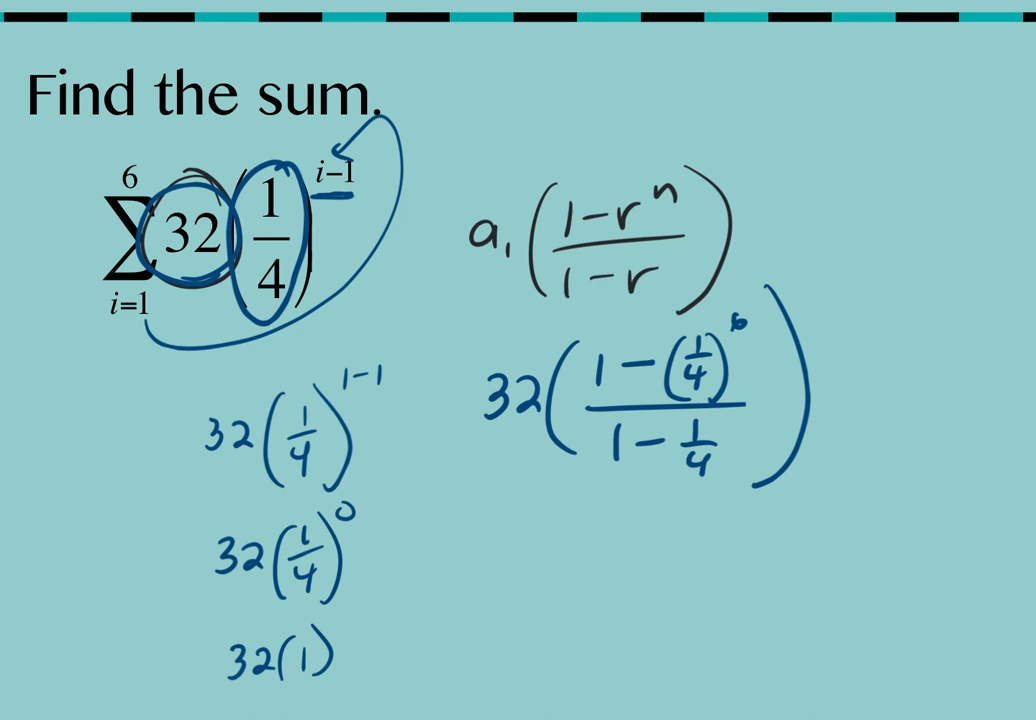 Find the sum.
6
∑ 32 (1/4)^(i−1)
i=1
a₁ ((1 − rⁿ)/(1 − r))
32 ((1 − (1/4)^6)/(1 − 1/4))
32 (1/4)^(1−1)
32 (1/4)^0
32(1)